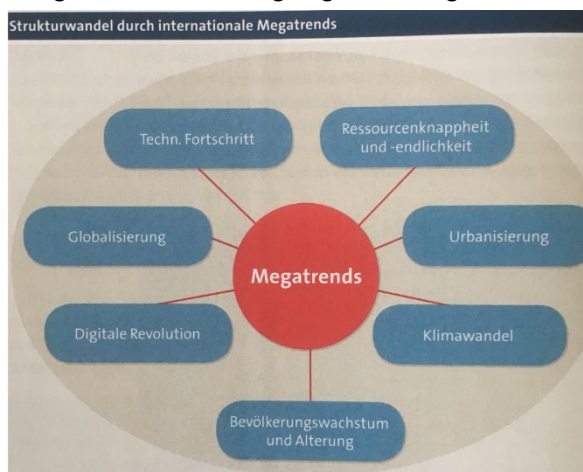 Strukturwandel durch internationale Megatrends
Techn. Fortschritt
Ressourcenknappheit
und -endlichkeit
Globalisierung
Urbanisierung
Megatrends
Digitale Revolution
Klimawandel
Bevölkerungswachstum
und Alterung